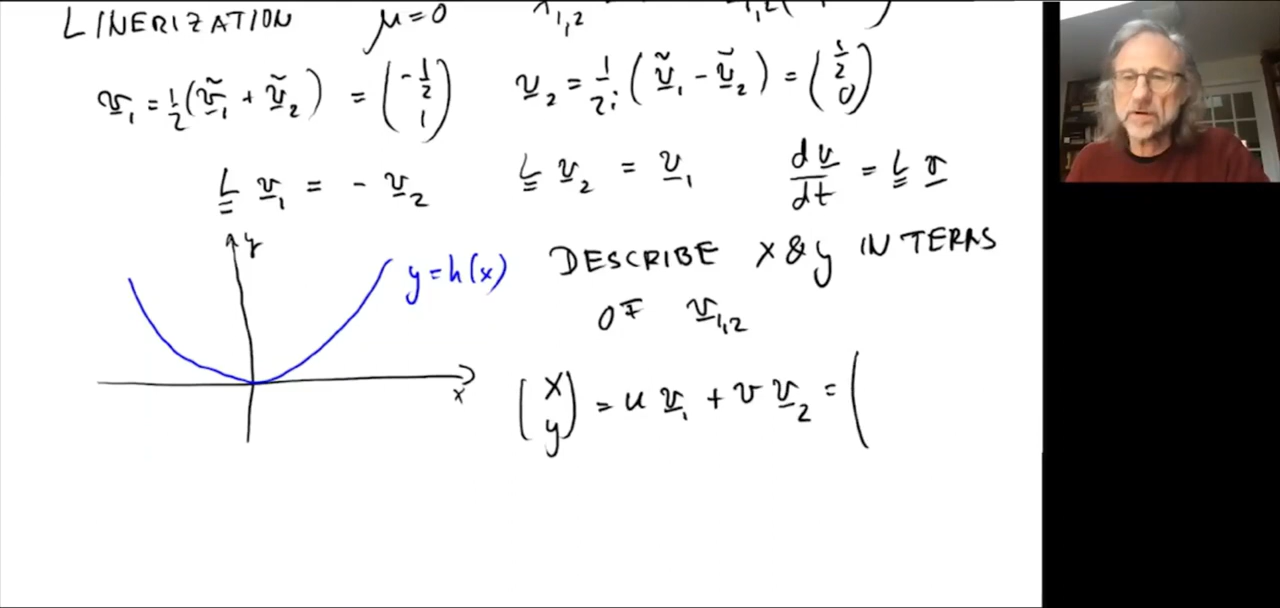 LINERIZATION μ=0
v₁ = 1/2 (ṽ₁ + ṽ₂) = (-1/2 1) v₂ = 1/2i (ṽ₁ - ṽ₂) = (1/2 0)
L v₁ = - v₂ L v₂ = v₁ dv/dt = L v
y
y=h(x) DESCRIBE x & y IN TERMS
OF v₁,₂
x
(x y) = u v₁ + v v₂ = (